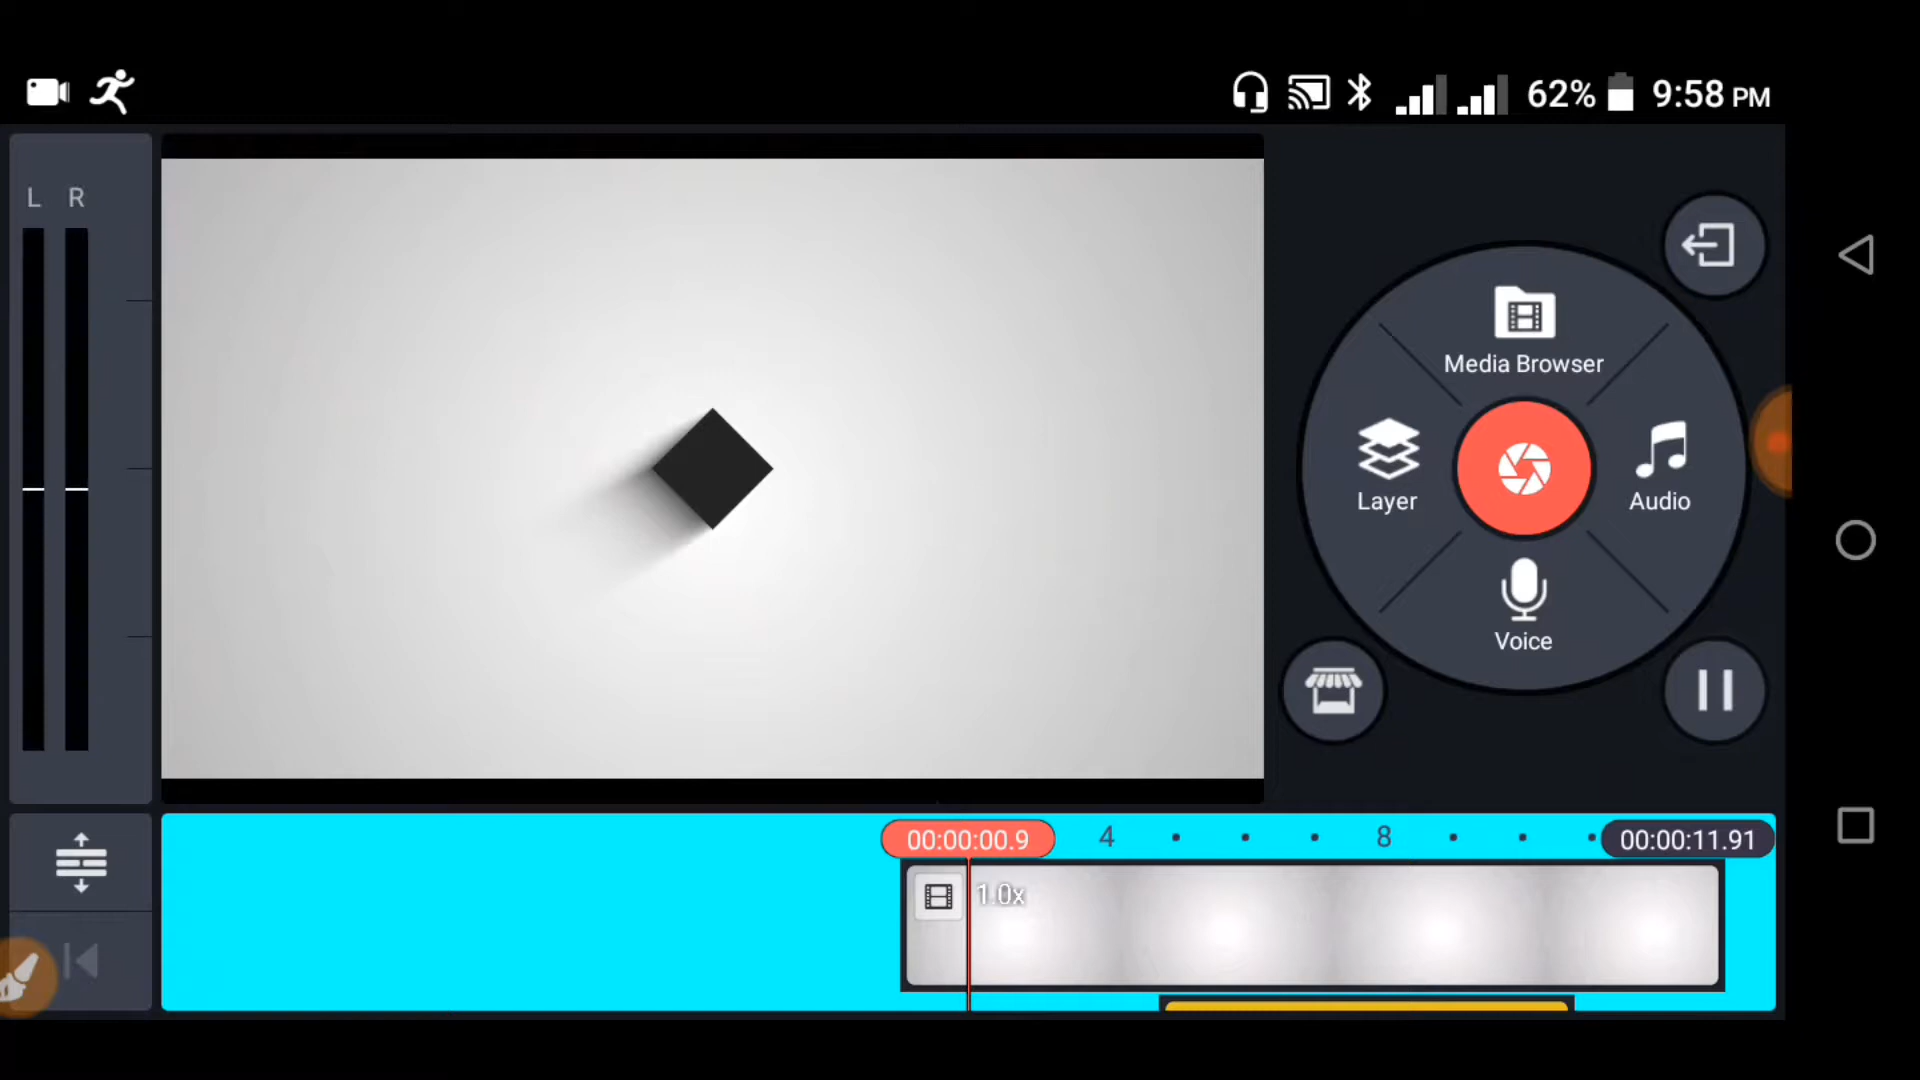 62% 9:58 PM
L R
Media Browser
Layer
Audio
Voice
00:00:00.9 4 8 00:00:11.91
1.0x